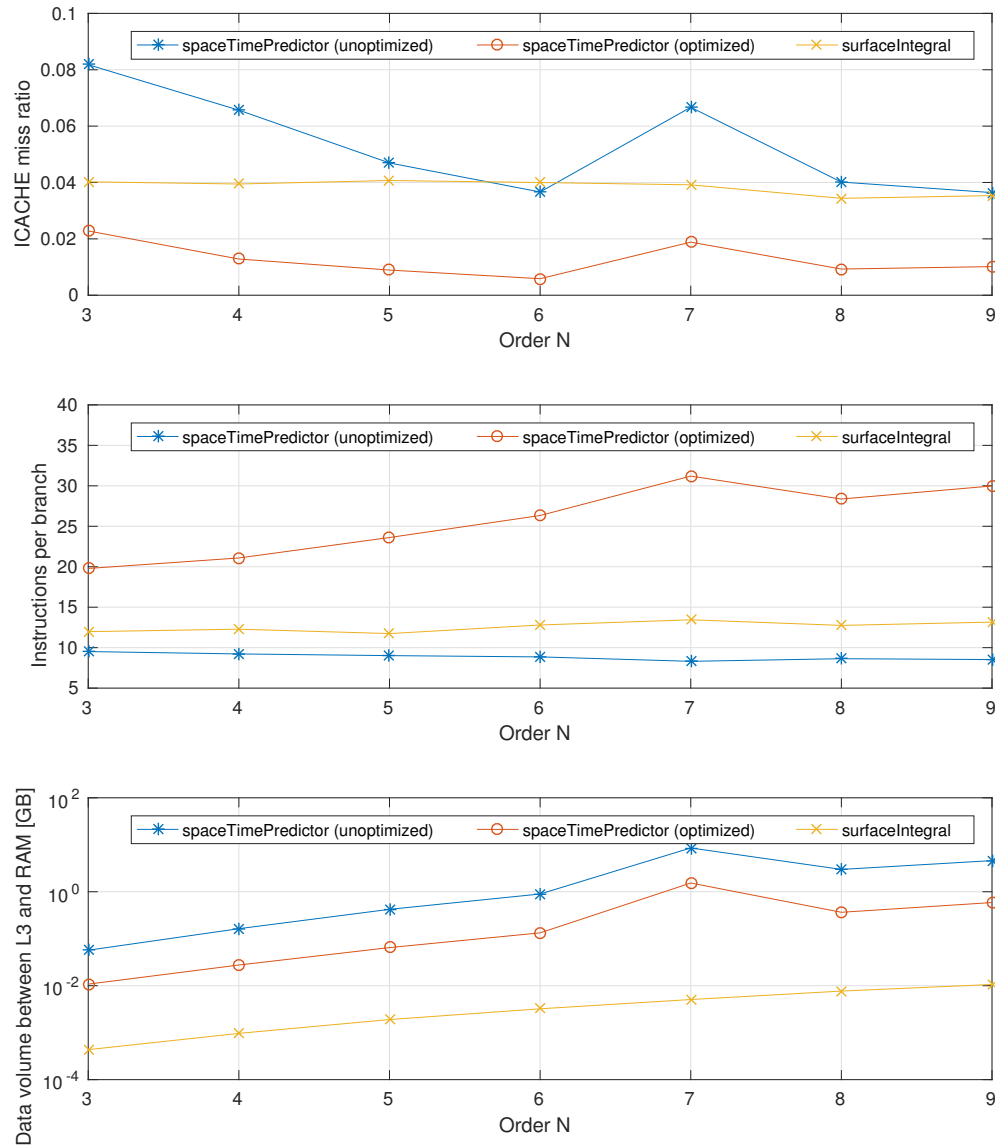 0.1
0.08
0.06
0.04
0.02
0
ICACHE miss ratio
spaceTimePredictor (unoptimized) spaceTimePredictor (optimized) surfaceIntegral
3 4 5 6 7 8 9
Order N
40
35
30
25
20
15
10
5
Instructions per branch
spaceTimePredictor (unoptimized) spaceTimePredictor (optimized) surfaceIntegral
3 4 5 6 7 8 9
Order N
10^2
10^0
10^-2
10^-4
Data volume between L3 and RAM [GB]
spaceTimePredictor (unoptimized) spaceTimePredictor (optimized) surfaceIntegral
3 4 5 6 7 8 9
Order N